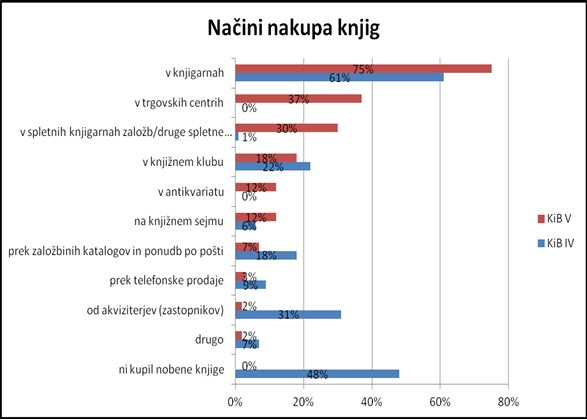 Načini nakupa knjig
v knjigarnah
75%
61%
v trgovskih centrih
37%
0%
v spletnih knjigarnah založb/druge spletne...
30%
1%
v knjižnem klubu
18%
22%
v antikvariatu
12%
0%
na knjižnem sejmu
12%
6%
prek založbinih katalogov in ponudb po pošti
7%
18%
prek telefonske prodaje
3%
9%
od akviziterjev (zastopnikov)
2%
31%
drugo
2%
7%
ni kupil nobene knjige
0%
48%
KiB V
KiB IV
0% 20% 40% 60% 80%